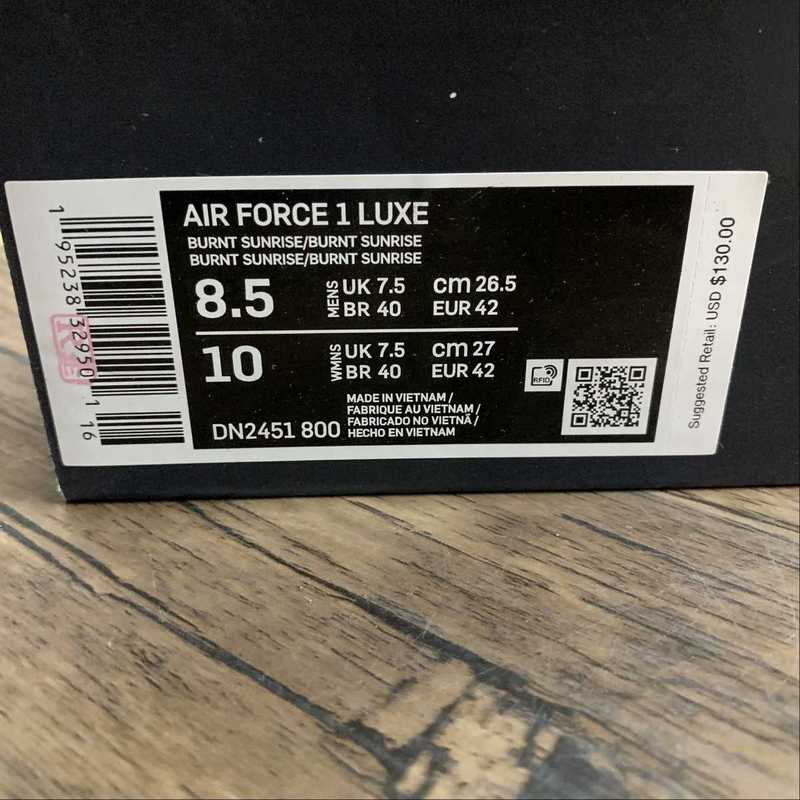 AIR FORCE 1 LUXE
BURNT SUNRISE/BURNT SUNRISE
BURNT SUNRISE/BURNT SUNRISE
8.5 MENS UK 7.5 cm 26.5
BR 40 EUR 42
10 WMNS UK 7.5 cm 27
BR 40 EUR 42
RFID
MADE IN VIETNAM /
FABRIQUE AU VIETNAM /
FABRICADO NO VIETNÃ /
HECHO EN VIETNAM
DN2451 800
1 95238 32950 1 16
Suggested Retail: USD $130.00